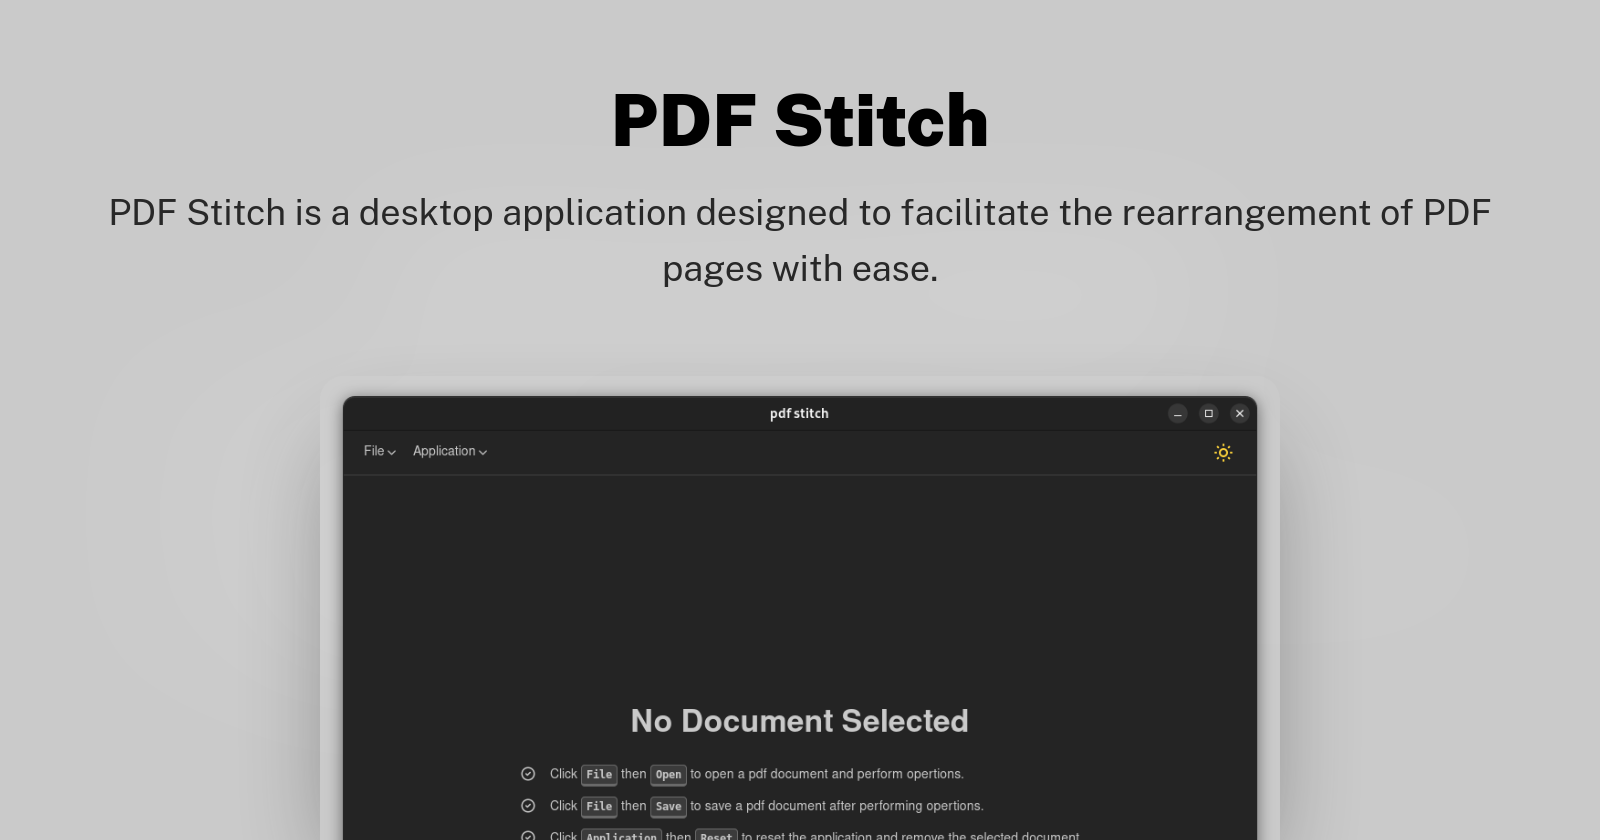 PDF Stitch
PDF Stitch is a desktop application designed to facilitate the rearrangement of PDF
pages with ease.
pdf stitch
File Application
No Document Selected
Click File then Open to open a pdf document and perform opertions.
Click File then Save to save a pdf document after performing opertions.
Click Application then Reset to reset the application and remove the selected document